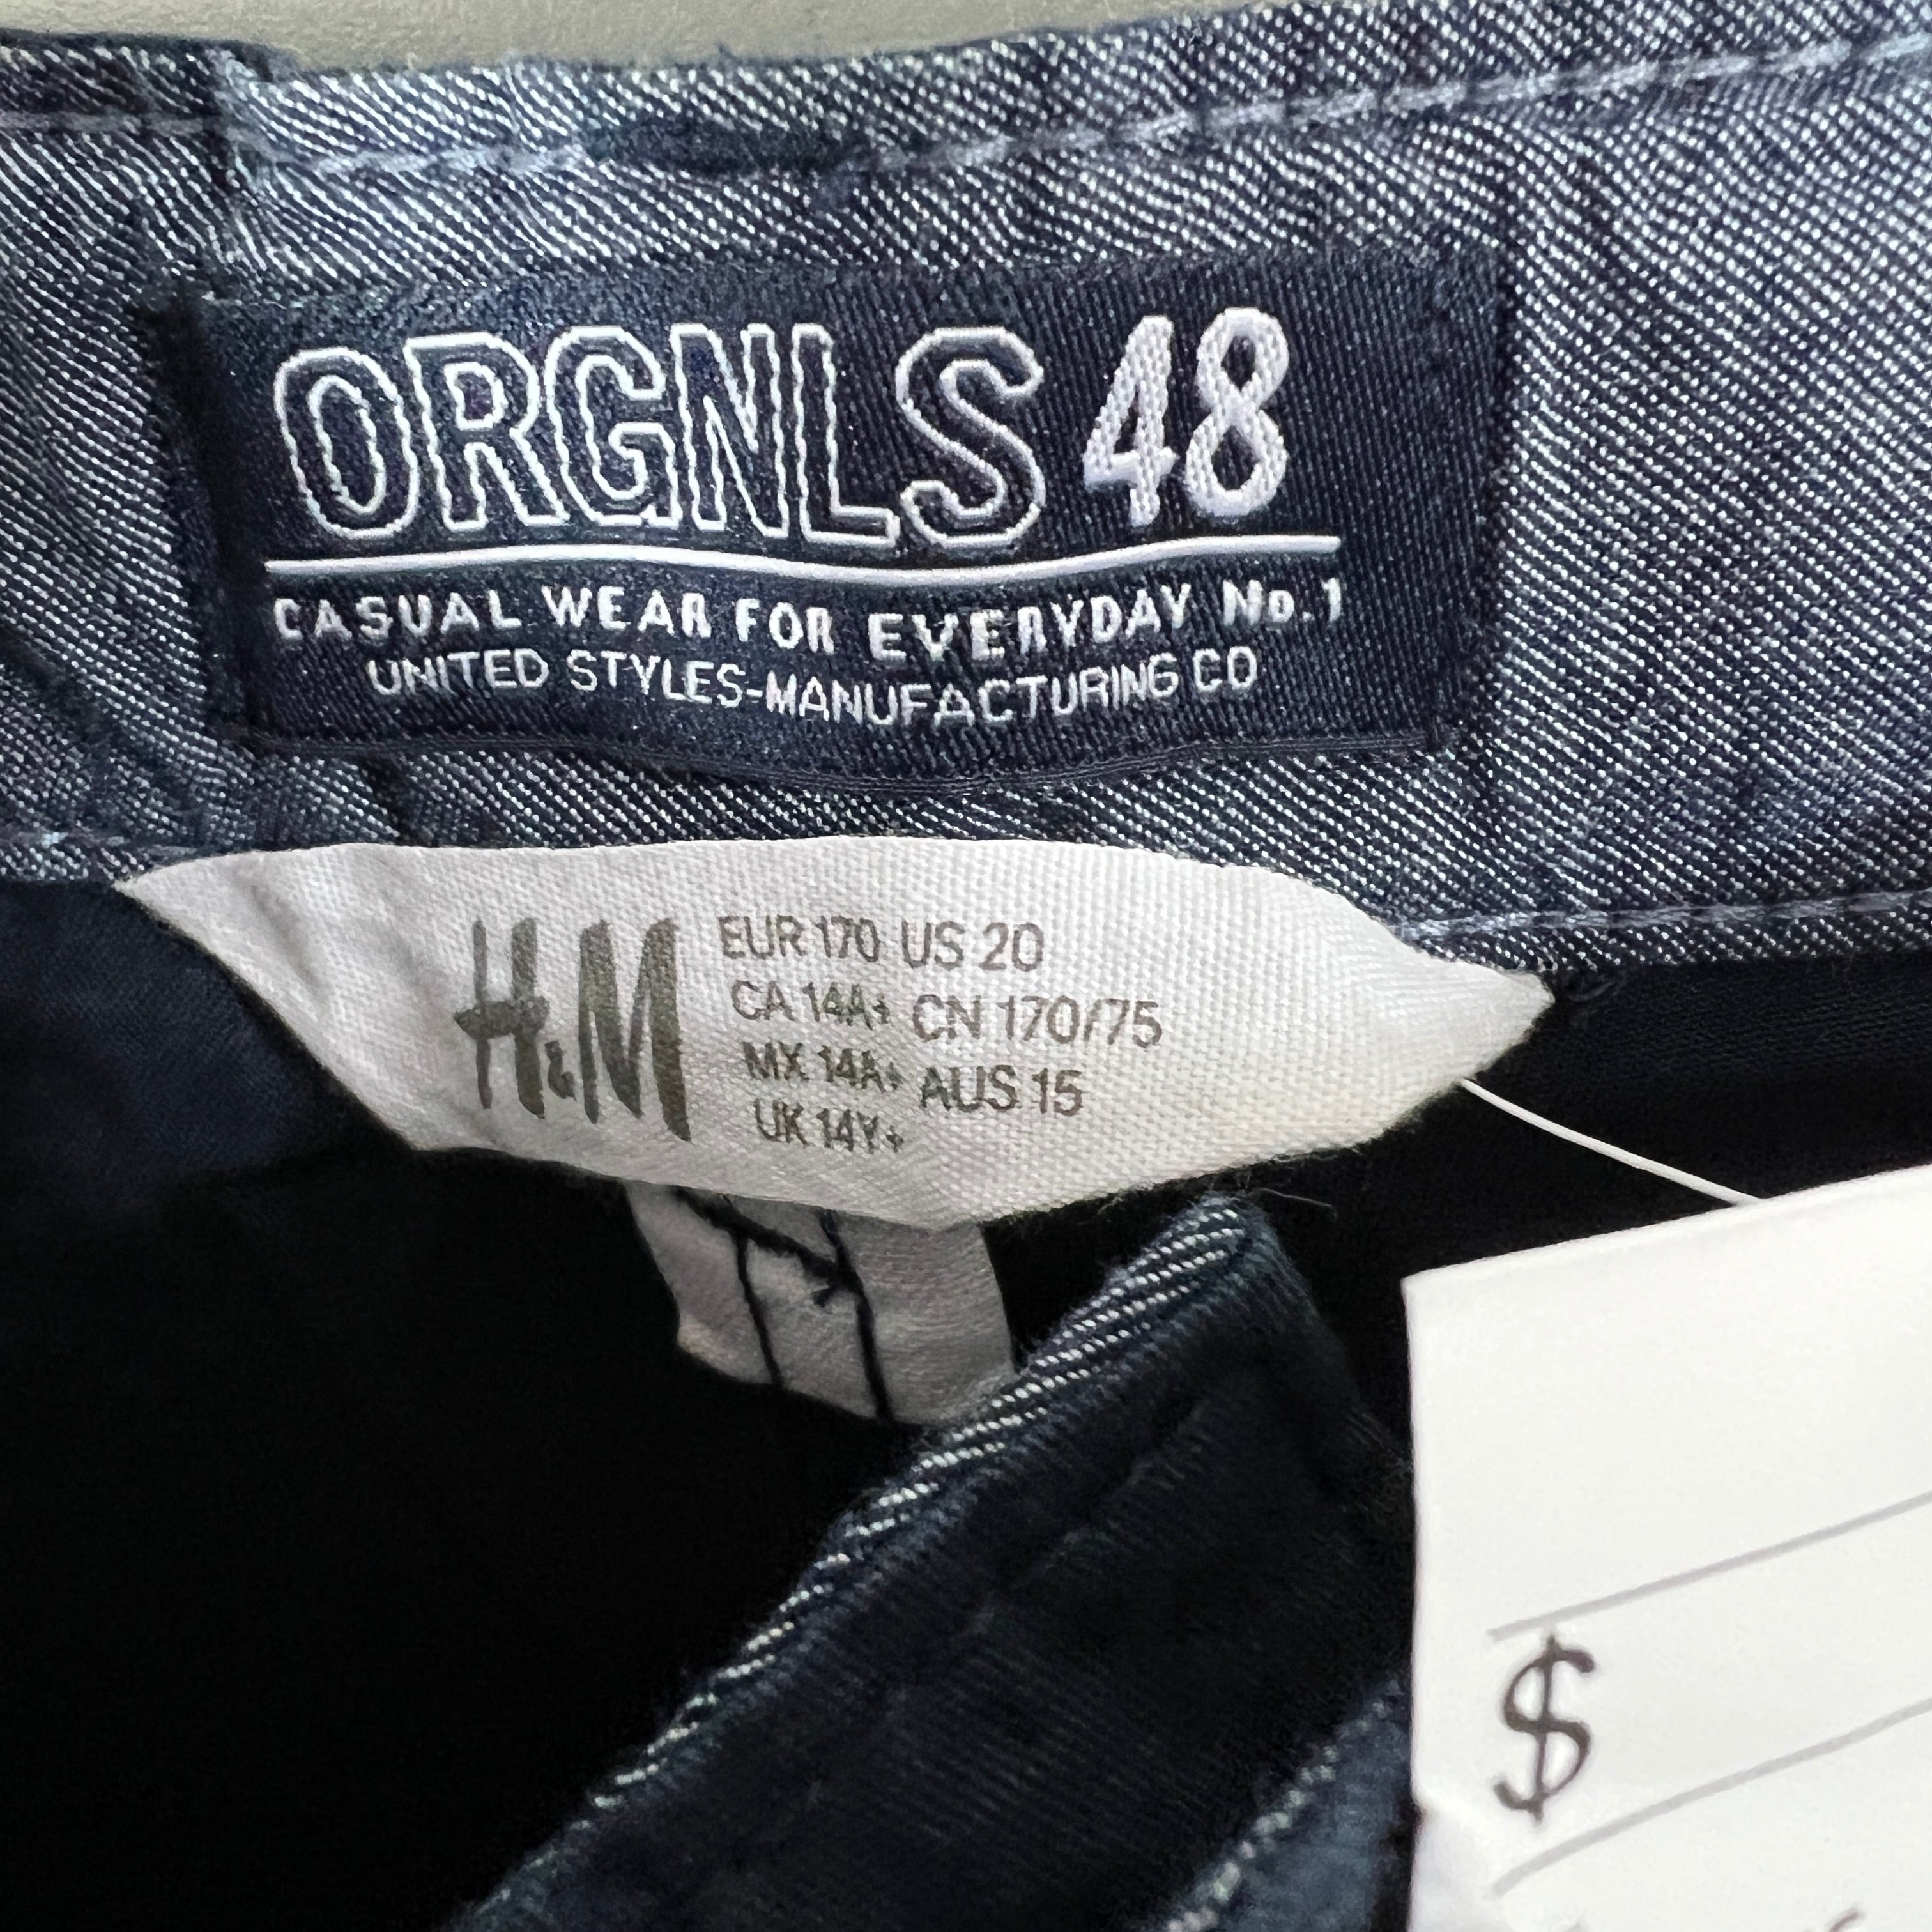 ORGNLS 48
CASUAL WEAR FOR EVERYDAY No.1
UNITED STYLES-MANUFACTURING CO
H&M
EUR 170 US 20
CA 14A+ CN 170/75
MX 14A+ AUS 15
UK 14Y+
$